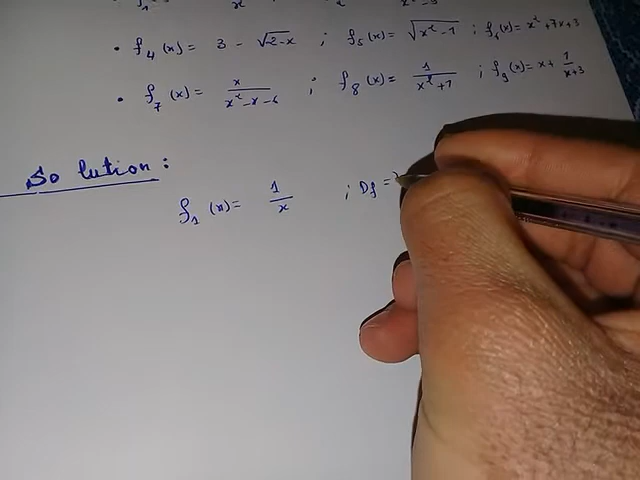 • f₄(x) = 3 - √2-x ; f₅(x) = √x²-1 ; f₆(x) = x² + 7x + 3
• f₇(x) = x/(x²-x-6) ; f₈(x) = 1/(x²+1) ; f₉(x) = x + 1/(x+3)
Solution :
f₁(x) = 1/x ; Df =